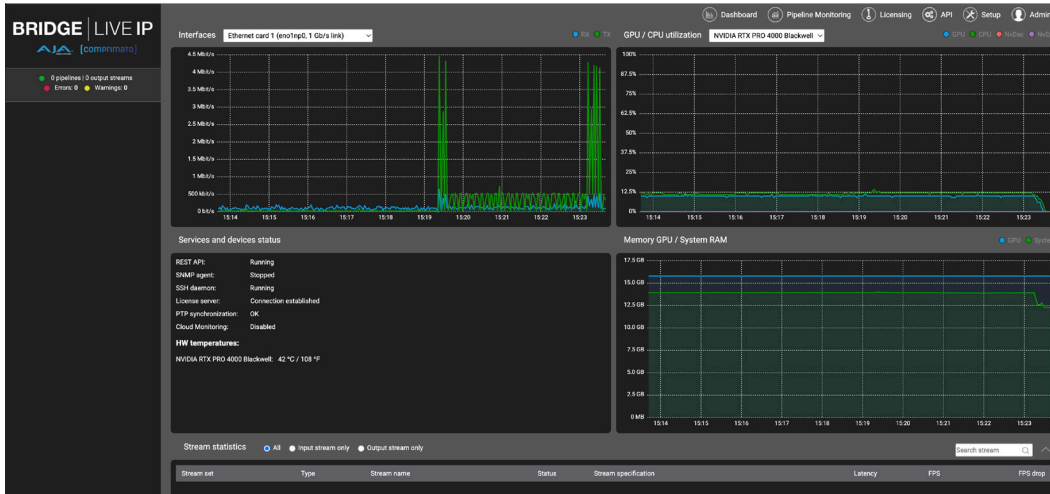 BRIDGE | LIVE IP
AJA [comprimato]
0 pipelines | 0 output streams
Errors: 0 Warnings: 0
Dashboard Pipeline Monitoring Licensing API Setup Admin
Interfaces Ethernet card 1 (eno1np0, 1 Gb/s link) RX TX
4.5 Mbit/s
4 Mbit/s
3.5 Mbit/s
3 Mbit/s
2.5 Mbit/s
2 Mbit/s
1.5 Mbit/s
1 Mbit/s
500 kbit/s
0 bit/s
15:14 15:15 15:16 15:17 15:18 15:19 15:20 15:21 15:22 15:23
GPU / CPU utilization NVIDIA RTX PRO 4000 Blackwell GPU CPU NvDec
100%
87.5%
75%
62.5%
50%
37.5%
25%
12.5%
0%
15:14 15:15 15:16 15:17 15:18 15:19 15:20 15:21 15:22 15:23
Services and devices status
REST API: Running
SNMP agent: Stopped
SSH daemon: Running
License server: Connection established
PTP synchronization: OK
Cloud Monitoring: Disabled
HW temperatures:
NVIDIA RTX PRO 4000 Blackwell: 42 °C / 108 °F
Memory GPU / System RAM GPU Syste
17.5 GB
15.0 GB
12.5 GB
10.0 GB
7.5 GB
5.0 GB
2.5 GB
0 MB
15:14 15:15 15:16 15:17 15:18 15:19 15:20 15:21 15:22 15:23
Stream statistics All Input stream only Output stream only Search stream
Stream set Type Stream name Status Stream specification Latency FPS FPS drop